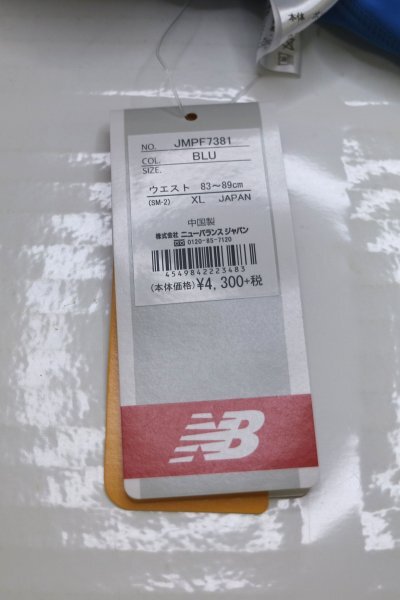 本体
NO. JMPF7381
COL. BLU
SIZE.
ウエスト 83～89cm
(SM-2) XL JAPAN
中国製
株式会社 ニューバランス ジャパン
0120-85-7120
4549842223483
(本体価格) ¥4,300+税
NB